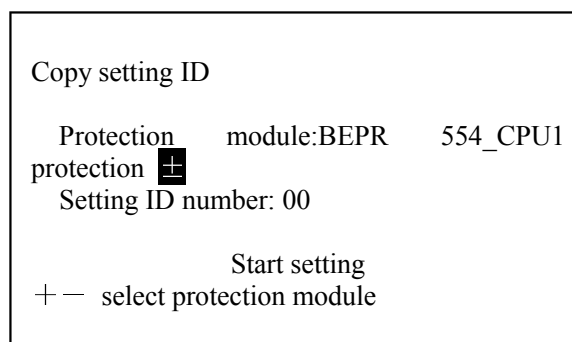 Copy setting ID
Protection module:BEPR 554_CPU1
protection ±
Setting ID number: 00
Start setting
＋－ select protection module